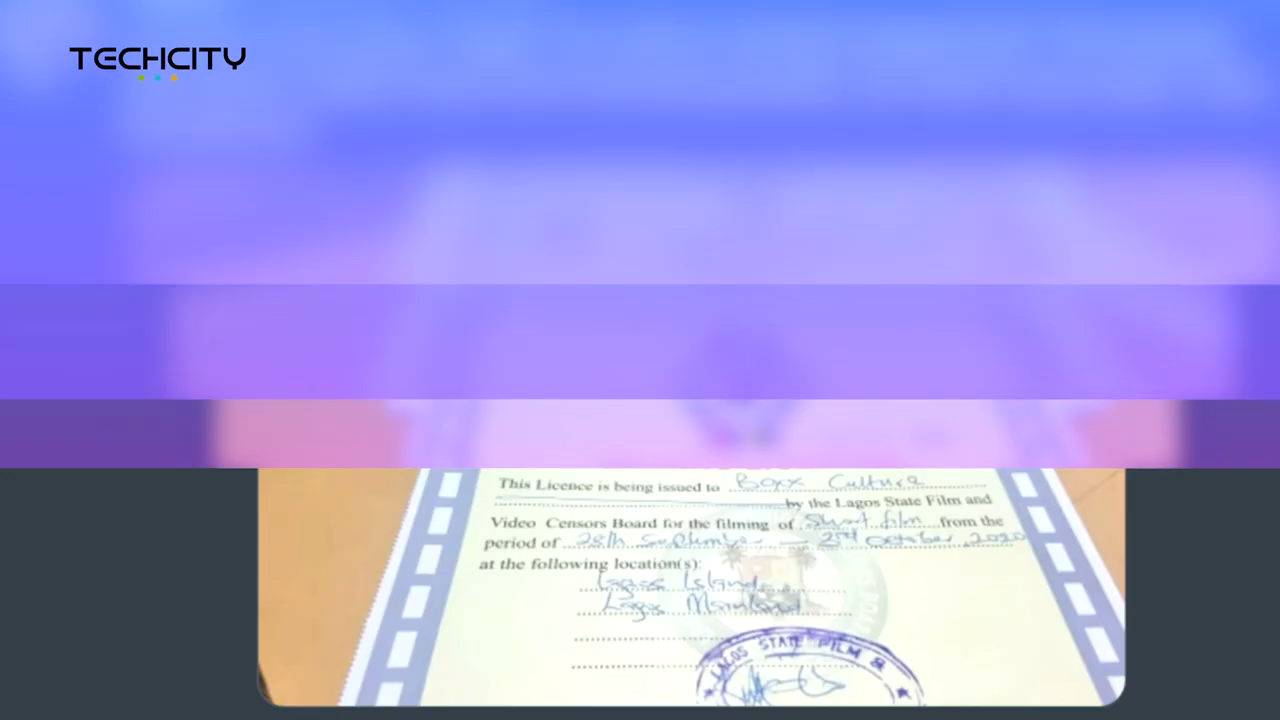 TECHCITY
This Licence is being issued to Boxx Culture
by the Lagos State Film and
Video Censors Board for the filming of Short film from the
period of 28th September — 2nd October 2020
at the following location(s):
Lagos Island
Lagos Mainland
LAGOS STATE FILM &